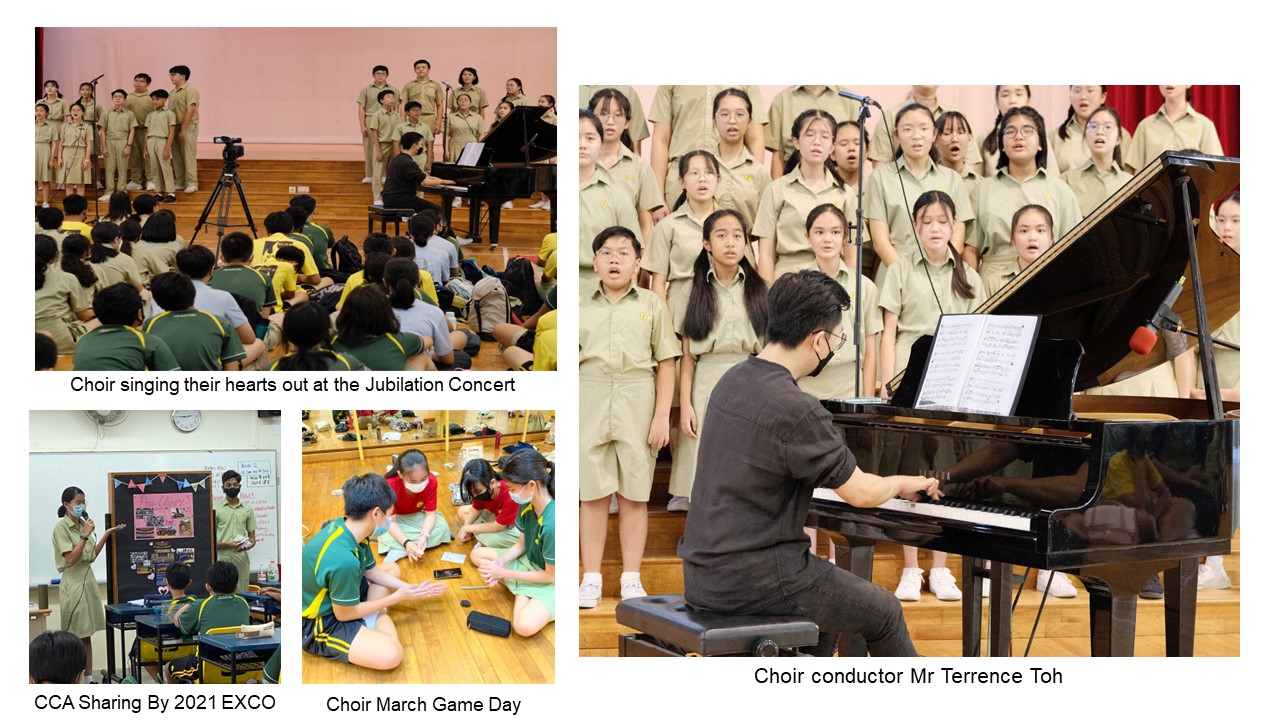 Choir singing their hearts out at the Jubilation Concert
CCA Sharing By 2021 EXCO
Choir March Game Day
Choir conductor Mr Terrence Toh